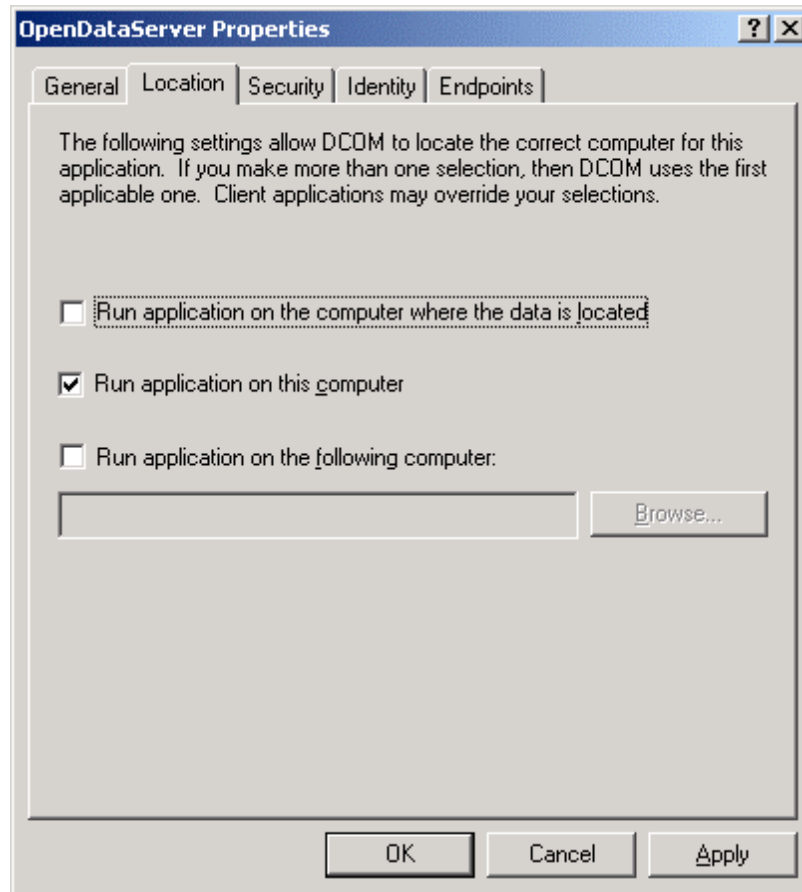 OpenDataServer Properties
General Location Security Identity Endpoints
The following settings allow DCOM to locate the correct computer for this
application. If you make more than one selection, then DCOM uses the first
applicable one. Client applications may override your selections.
Run application on the computer where the data is located
Run application on this computer
Run application on the following computer:
Browse...
OK Cancel Apply